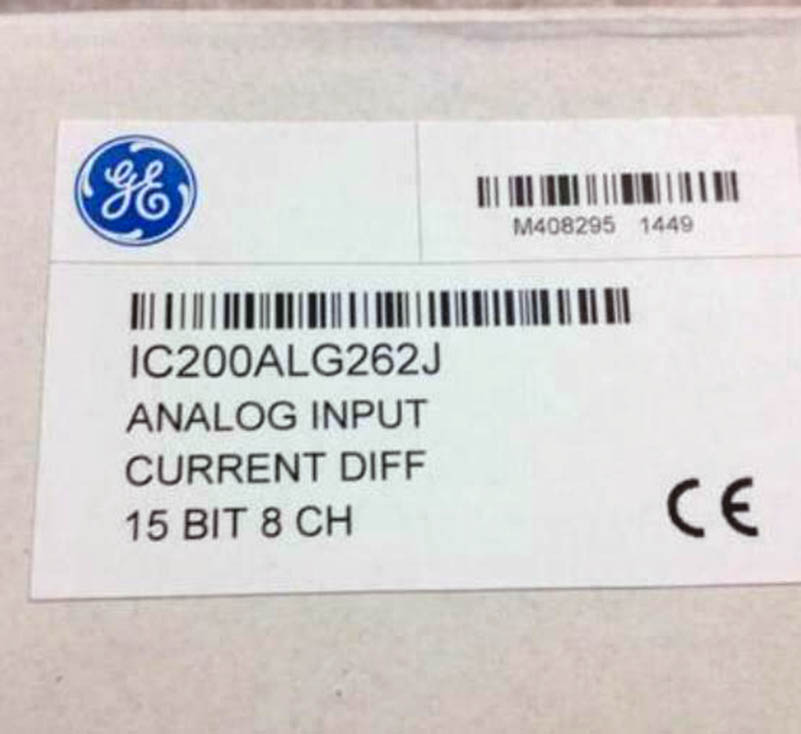 GE
M408295 1449
IC200ALG262J
ANALOG INPUT
CURRENT DIFF
15 BIT 8 CH
CE